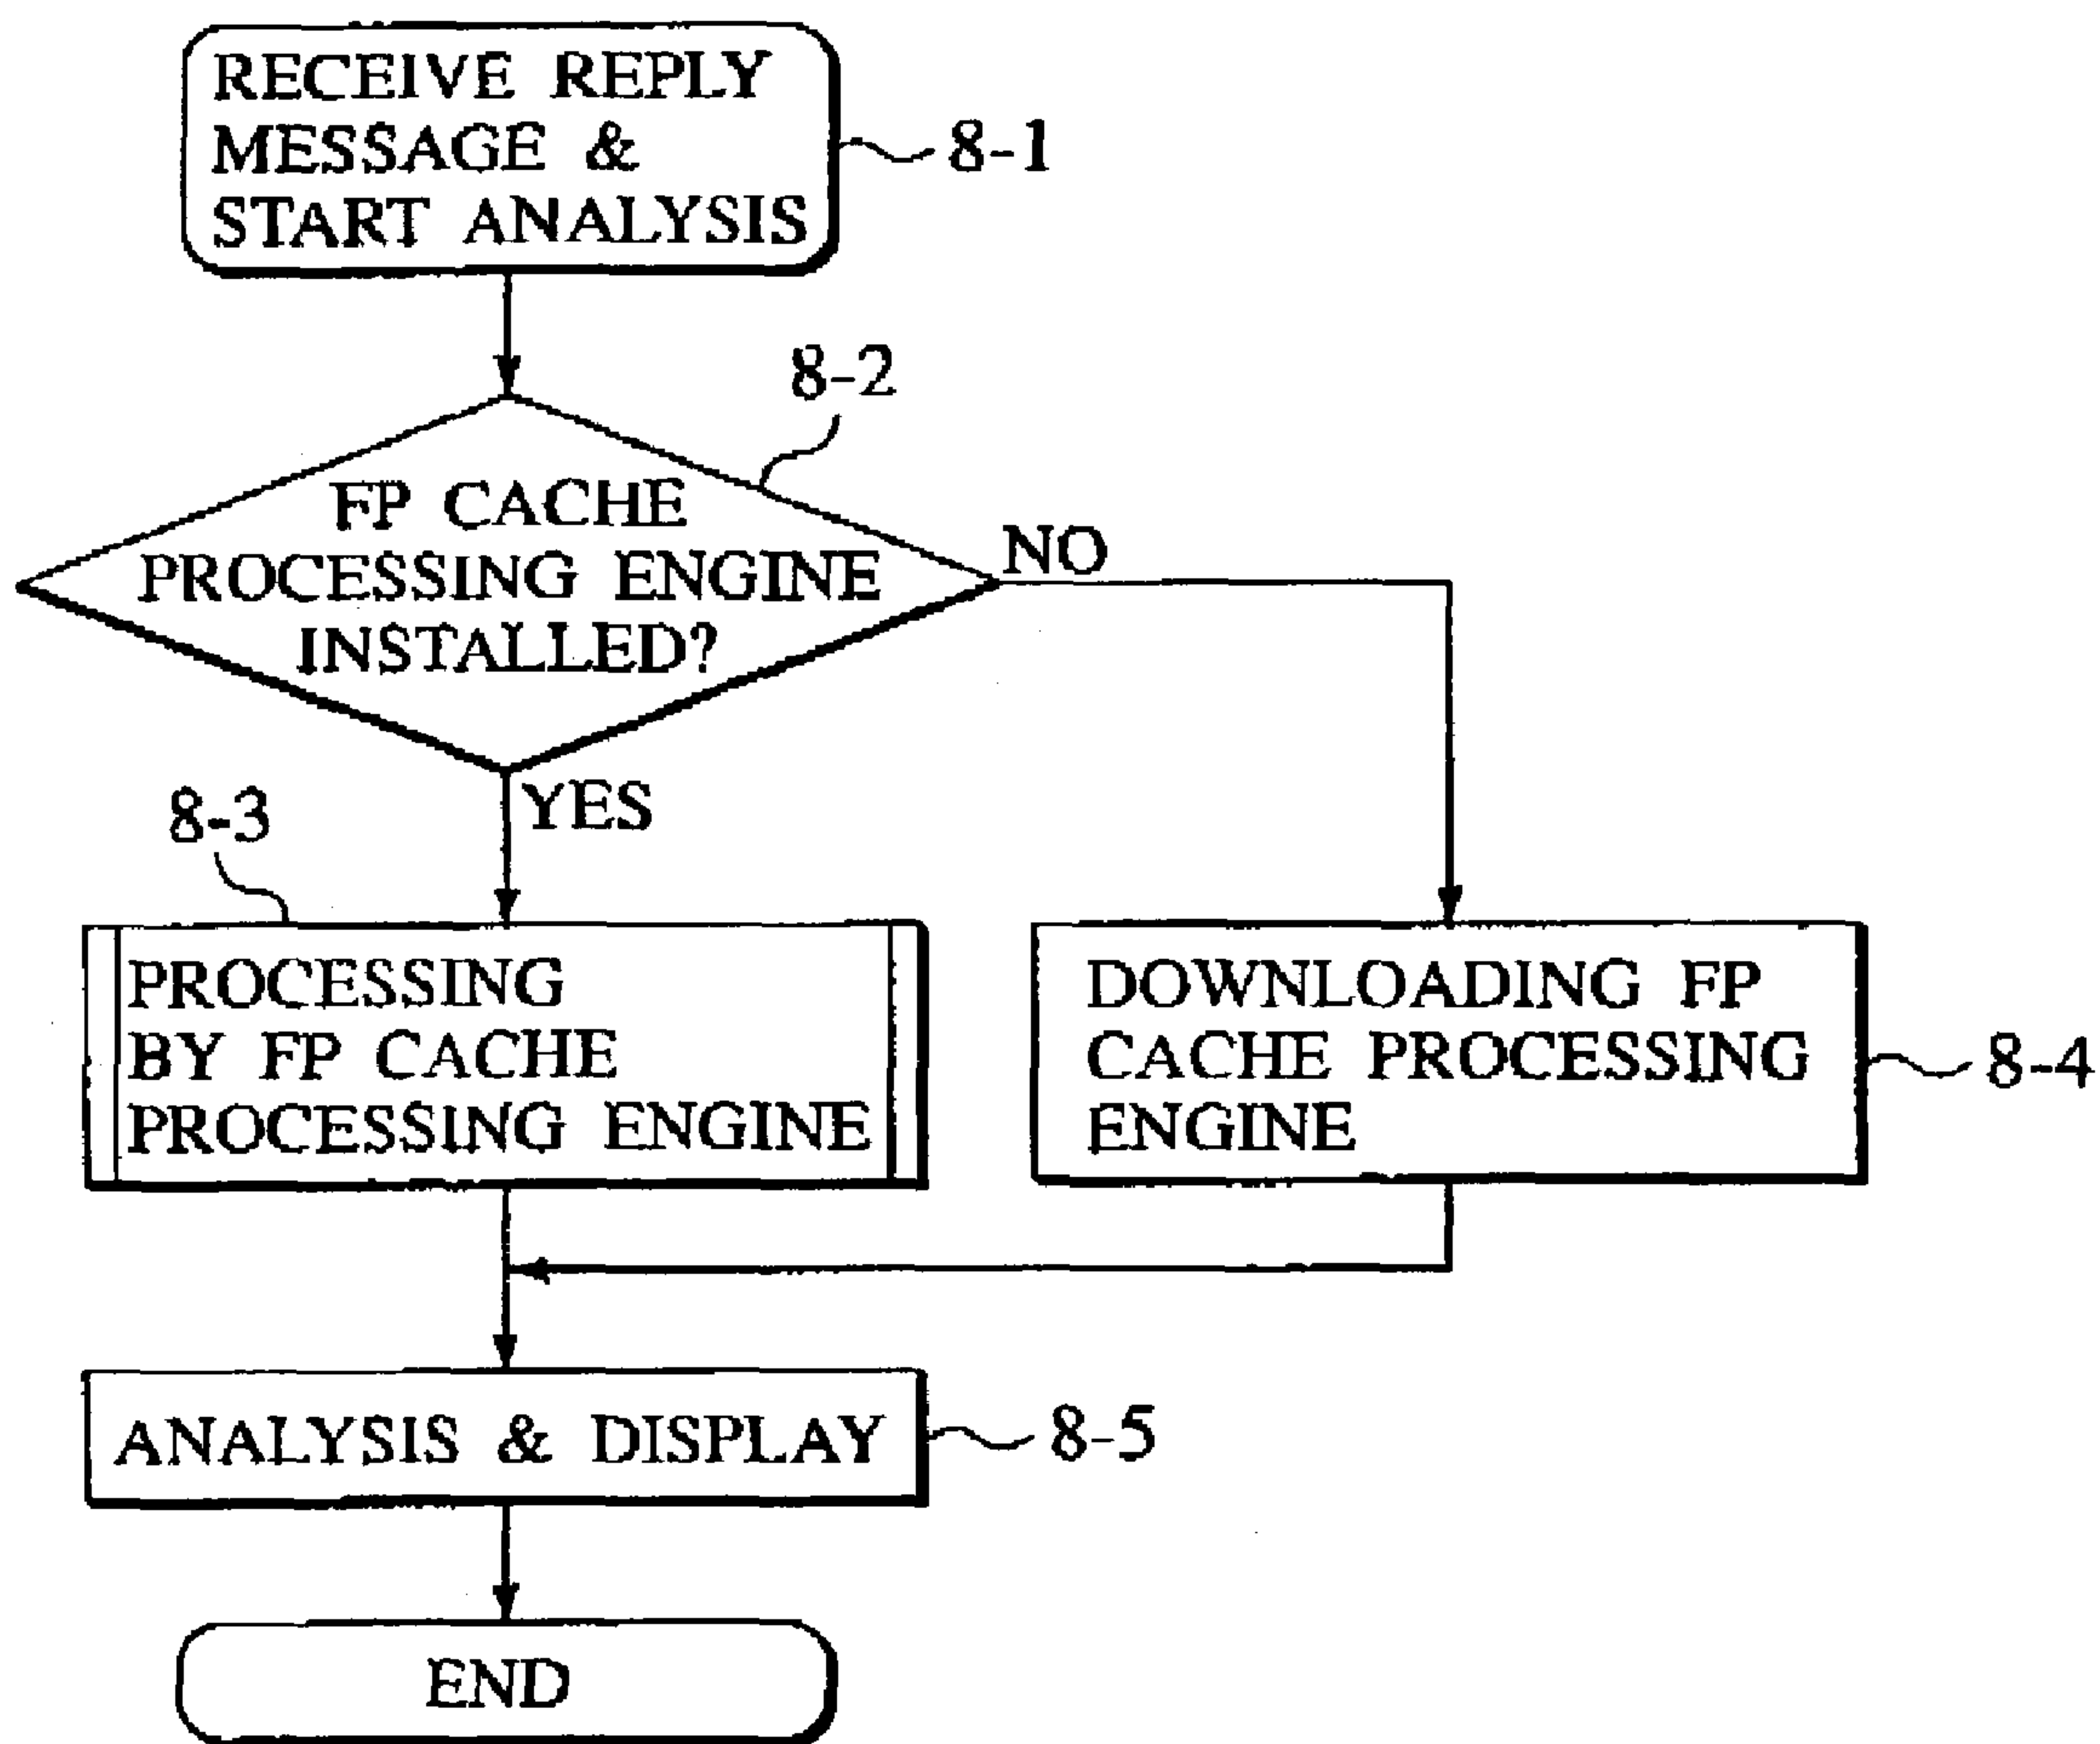 RECEIVE REPLY
MESSAGE &
START ANALYSIS
8-1
8-2
FP CACHE
PROCESSING ENGINE
INSTALLED?
NO
YES
8-3
PROCESSING
BY FP CACHE
PROCESSING ENGINE
DOWNLOADING FP
CACHE PROCESSING
ENGINE
8-4
ANALYSIS & DISPLAY
8-5
END